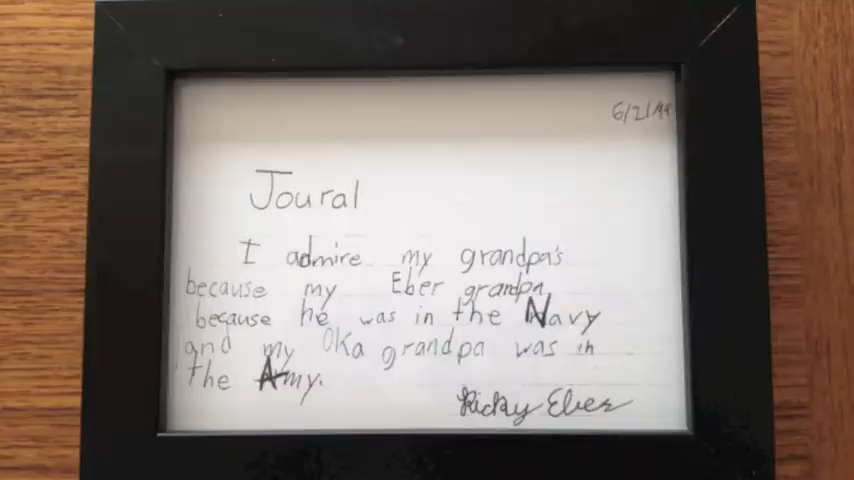 6/21/99
Joural
I admire my grandpa's
because my Eber grandpa
because he was in the Navy
and my Oka grandpa was in
the Army.
Ricky Eber